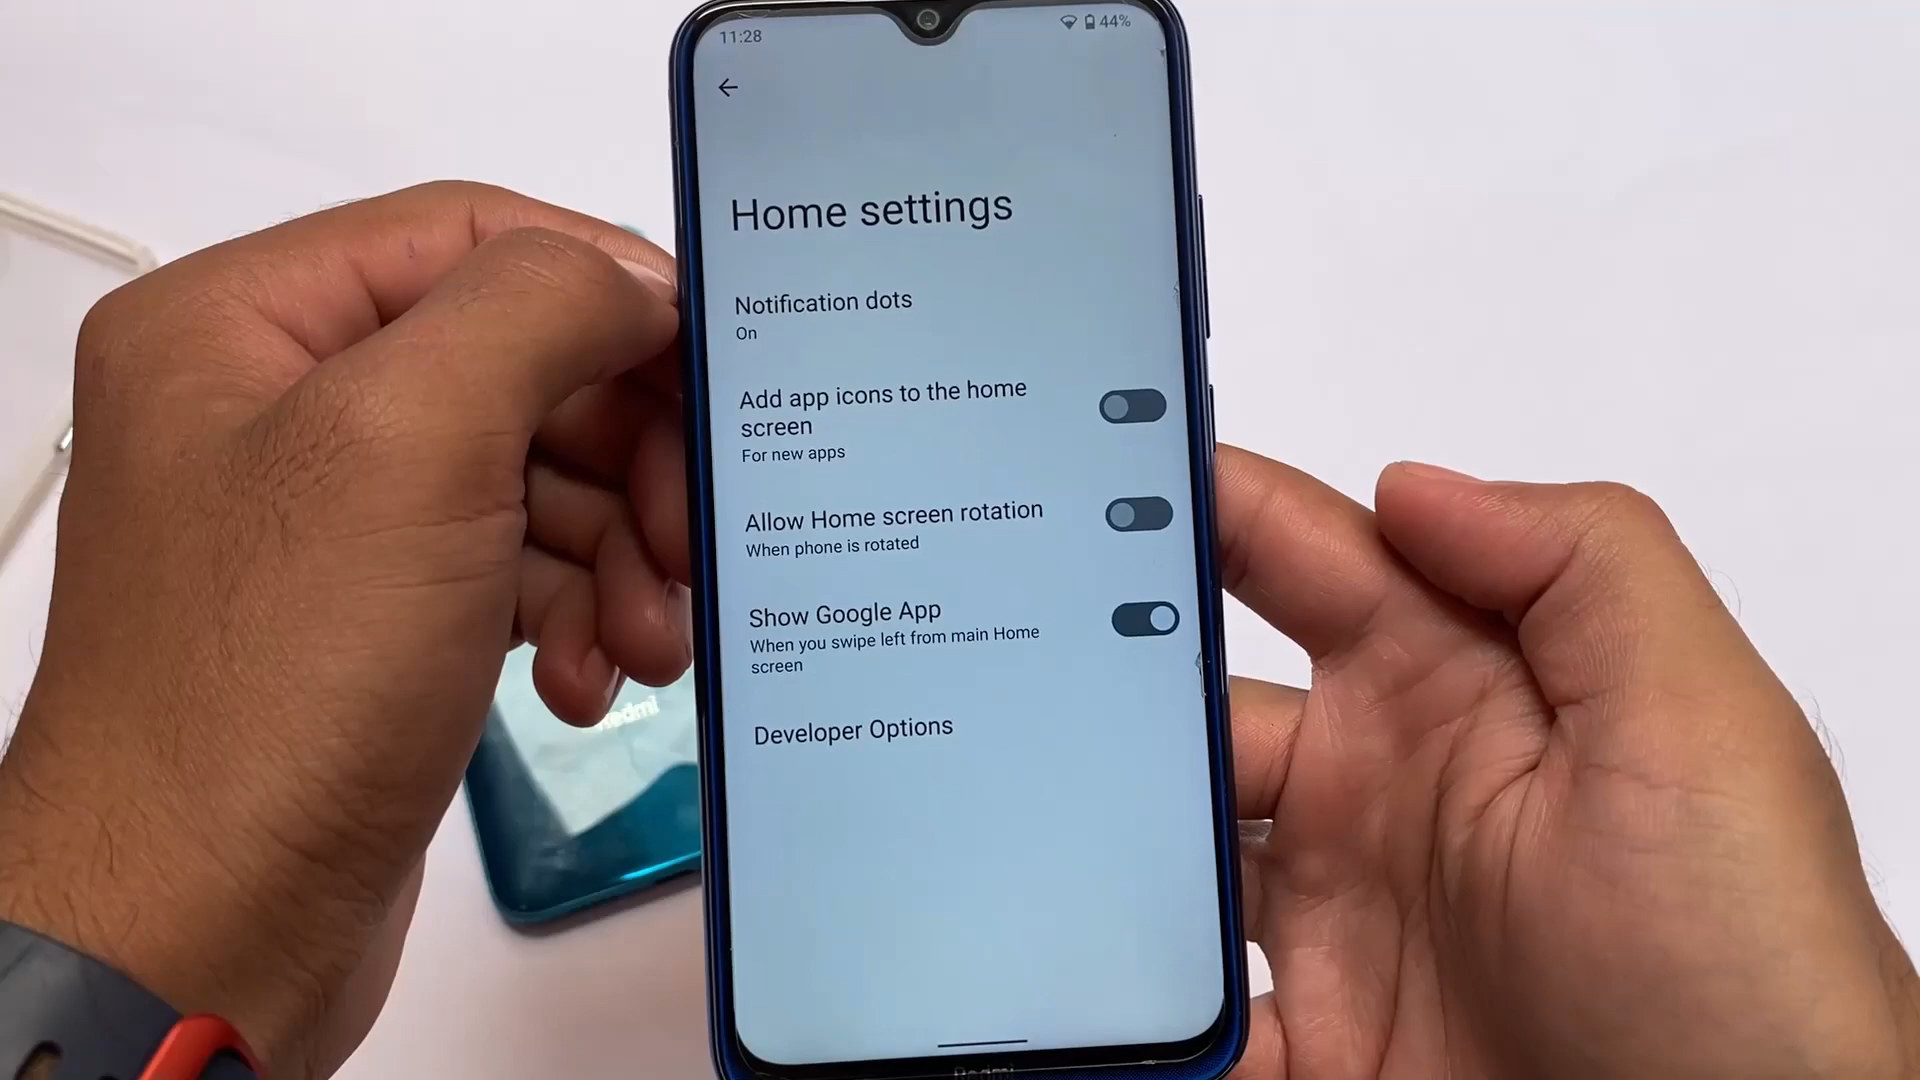 11:28
44%
Home settings
Notification dots
On
Add app icons to the home
screen
For new apps
Allow Home screen rotation
When phone is rotated
Show Google App
When you swipe left from main Home
screen
Developer Options
Redmi
Redmi